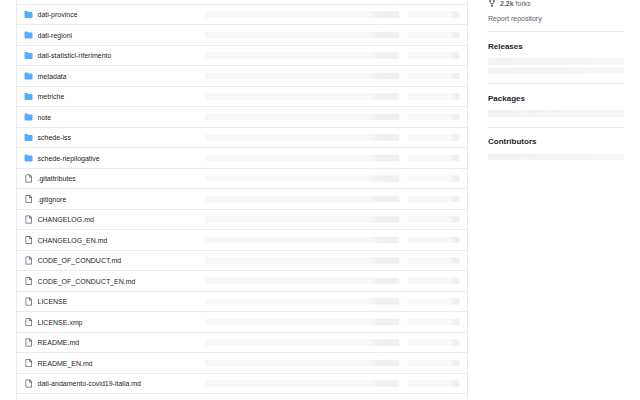 dati-province
dati-regioni
dati-statistici-riferimento
metadata
metriche
note
schede-iss
schede-riepilogative
.gitattributes
.gitignore
CHANGELOG.md
CHANGELOG_EN.md
CODE_OF_CONDUCT.md
CODE_OF_CONDUCT_EN.md
LICENSE
LICENSE.xmp
README.md
README_EN.md
dati-andamento-covid19-italia.md
2.2k forks
Report repository
Releases
Packages
Contributors